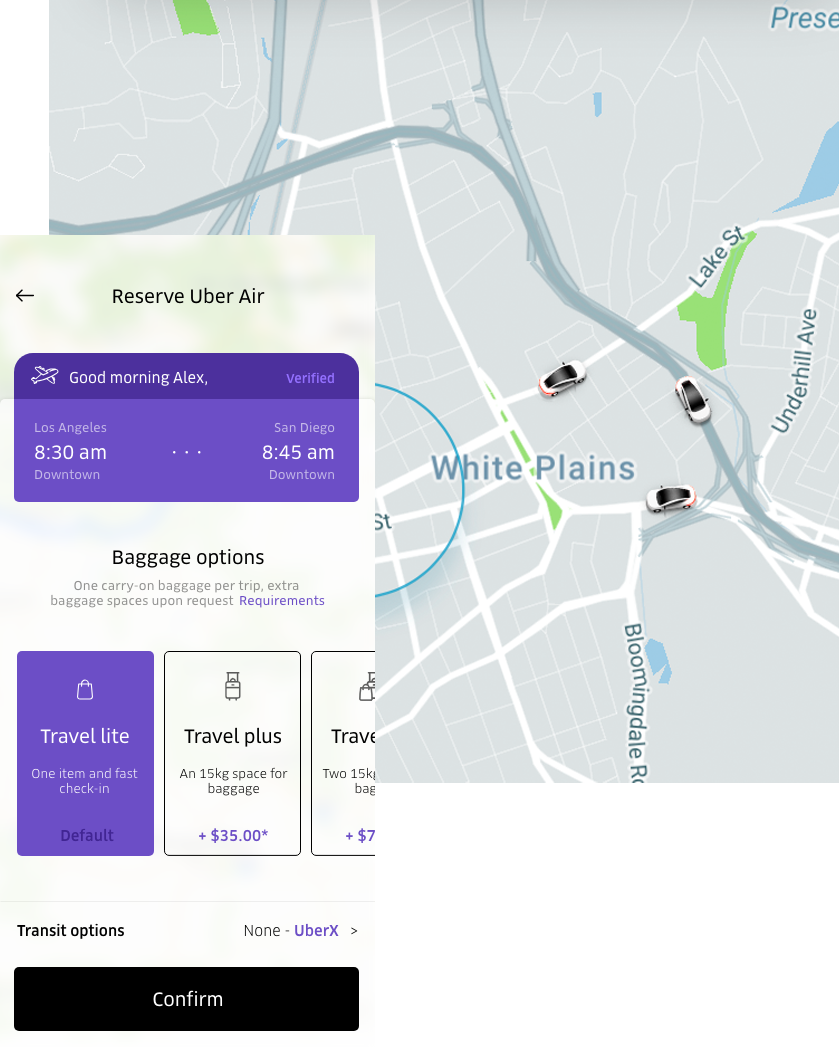 Prese
Lake St
Underhill Ave
White Plains
St
Bloomingdale Rd
Reserve Uber Air
Good morning Alex,
Verified
Los Angeles
San Diego
8:30 am
...
8:45 am
Downtown
Downtown
Baggage options
One carry-on baggage per trip, extra
baggage spaces upon request Requirements
Travel lite
One item and fast
check-in
Default
Travel plus
An 15kg space for
baggage
+ $35.00*
Trave
Two 15kg
bag
+ $7
Transit options
None - UberX >
Confirm